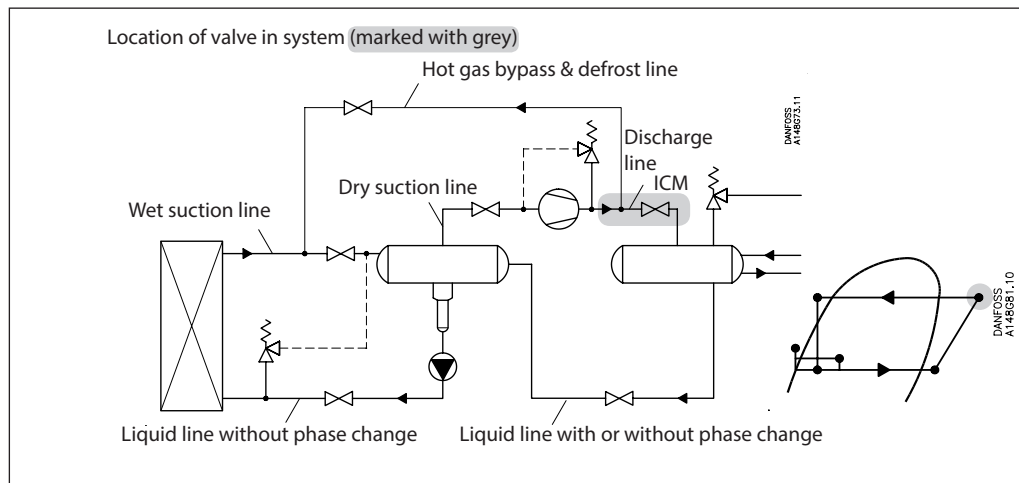 Location of valve in system (marked with grey)
Hot gas bypass & defrost line
DANFOSS
A148G73.11
Discharge
line
ICM
Dry suction line
Wet suction line
DANFOSS
A148G81.10
Liquid line without phase change
Liquid line with or without phase change